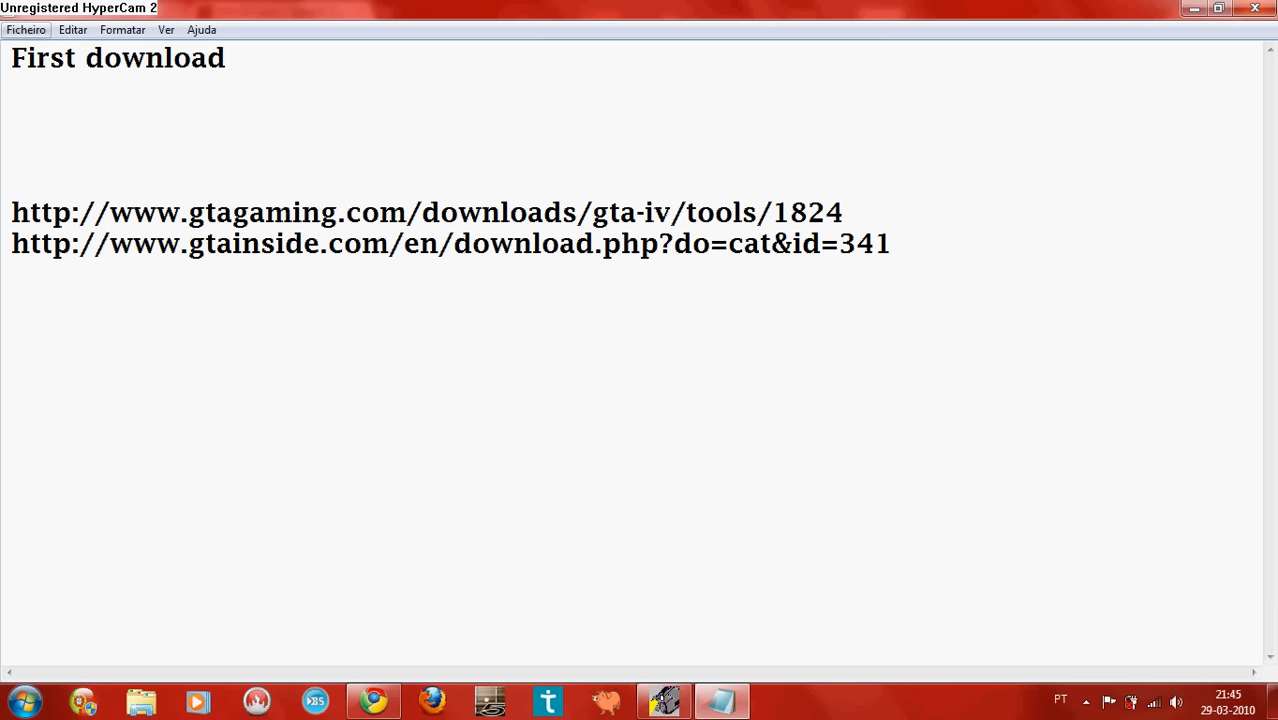 Unregistered HyperCam 2
Ficheiro Editar Formatar Ver Ajuda
First download
http://www.gtagaming.com/downloads/gta-iv/tools/1824
http://www.gtainside.com/en/download.php?do=cat&id=341
PT 21:45
29-03-2010